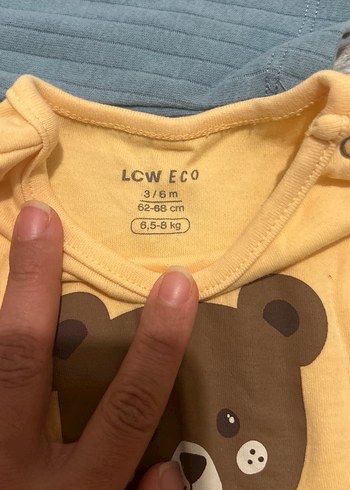 LCW ECO
3 / 6 m
62-68 cm
6,5-8 kg